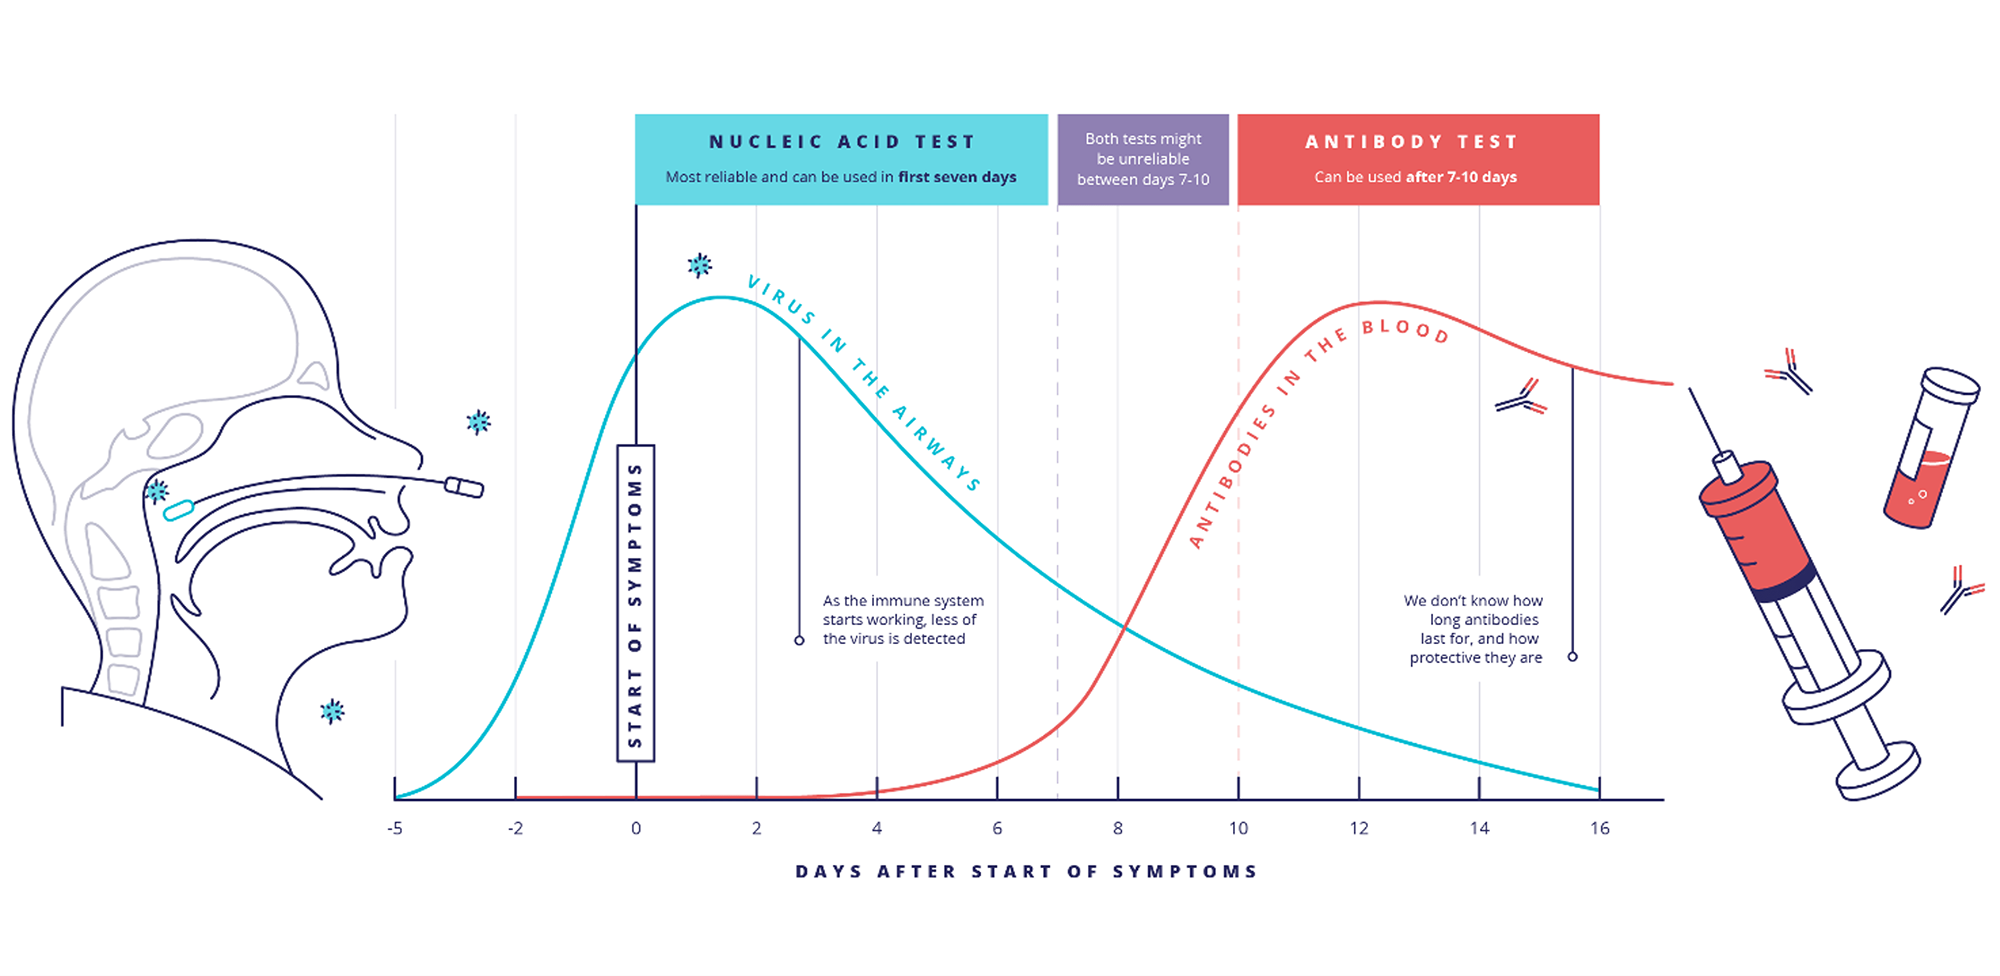 NUCLEIC ACID TEST
Most reliable and can be used in first seven days
Both tests might
be unreliable
between days 7-10
ANTIBODY TEST
Can be used after 7-10 days
VIRUS IN THE AIRWAYS
ANTIBODIES IN THE BLOOD
START OF SYMPTOMS
As the immune system
starts working, less of
the virus is detected
We don't know how
long antibodies
last for, and how
protective they are
-5 -2 0 2 4 6 8 10 12 14 16
DAYS AFTER START OF SYMPTOMS